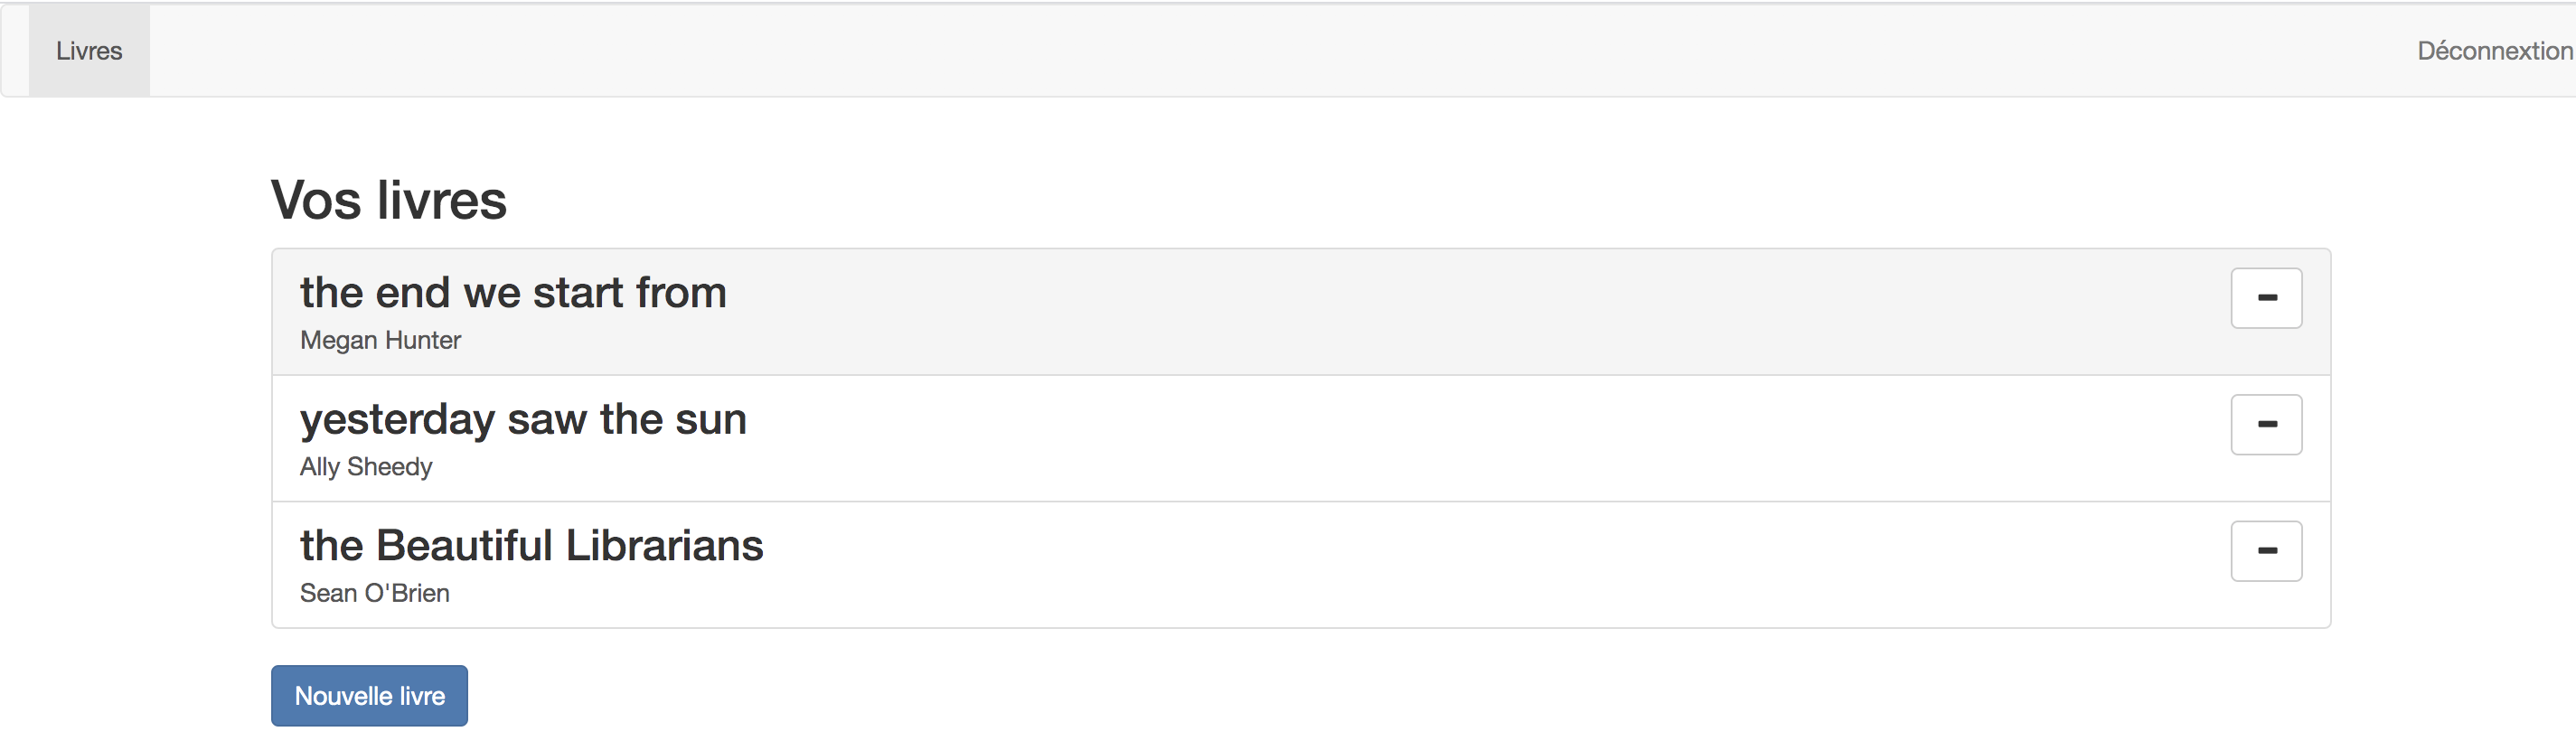 Livres
Déconnextion
Vos livres
the end we start from
Megan Hunter
yesterday saw the sun
Ally Sheedy
the Beautiful Librarians
Sean O'Brien
Nouvelle livre